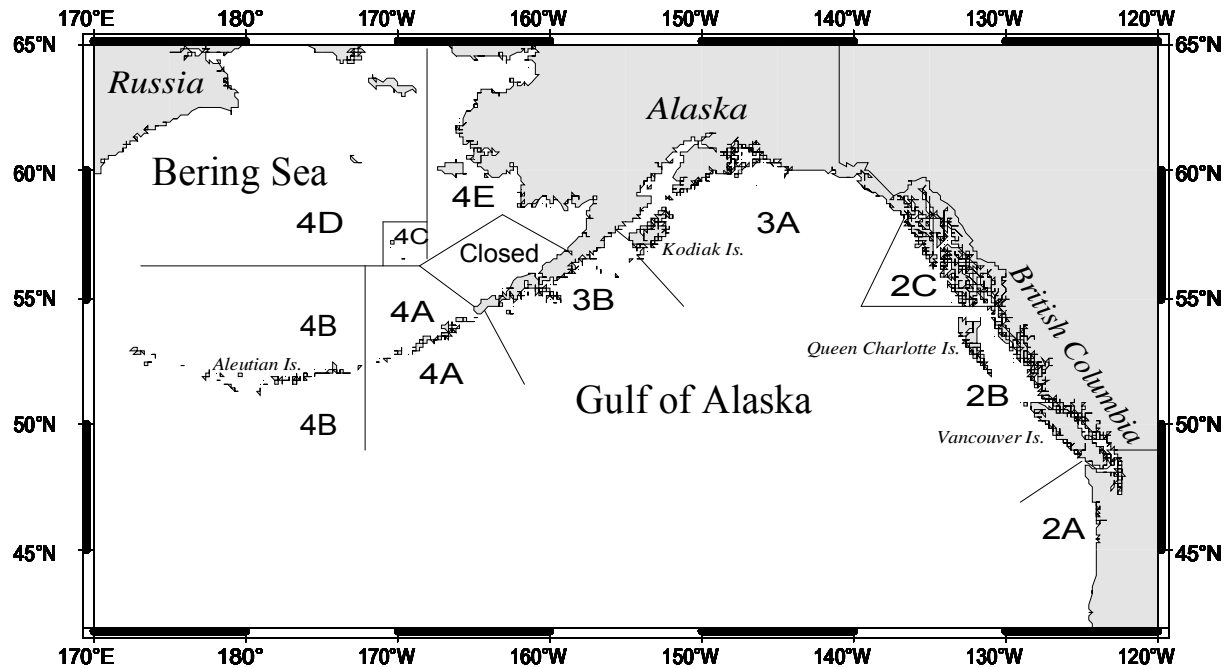 170°E 180° 170°W 160°W 150°W 140°W 130°W 120°W
65°N 65°N
Russia
Alaska
Bering Sea
60°N 60°N
4E
4D
3A
4C
Closed
Kodiak Is.
2C
British Columbia
55°N 55°N
3B
4A
4B
Queen Charlotte Is.
Aleutian Is.
4A
2B
Gulf of Alaska
50°N 50°N
4B
Vancouver Is.
2A
45°N 45°N
170°E 180° 170°W 160°W 150°W 140°W 130°W 120°W